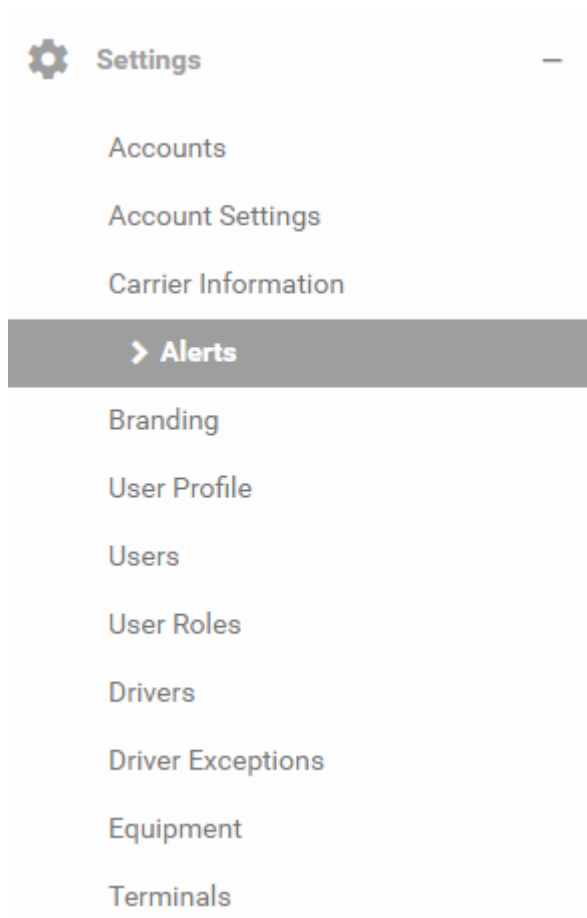 Settings
Accounts
Account Settings
Carrier Information
Alerts
Branding
User Profile
Users
User Roles
Drivers
Driver Exceptions
Equipment
Terminals